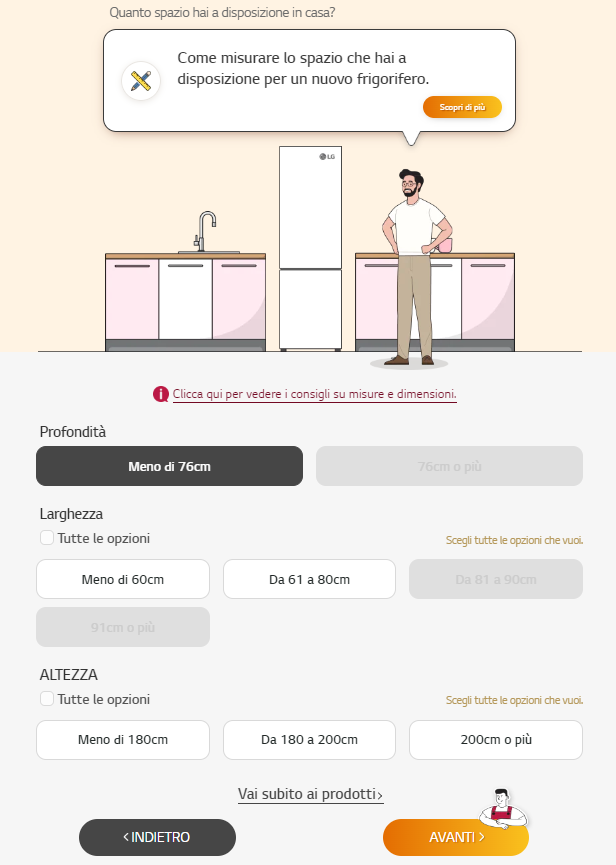 Quanto spazio hai a disposizione in casa?
Come misurare lo spazio che hai a
disposizione per un nuovo frigorifero.
Scopri di più
LG
Clicca qui per vedere i consigli su misure e dimensioni.
Profondità
Meno di 76cm
76cm o più
Larghezza
Tutte le opzioni
Scegli tutte le opzioni che vuoi.
Meno di 60cm
Da 61 a 80cm
Da 81 a 90cm
91cm o più
ALTEZZA
Tutte le opzioni
Scegli tutte le opzioni che vuoi.
Meno di 180cm
Da 180 a 200cm
200cm o più
Vai subito ai prodotti>
< INDIETRO
AVANTI >